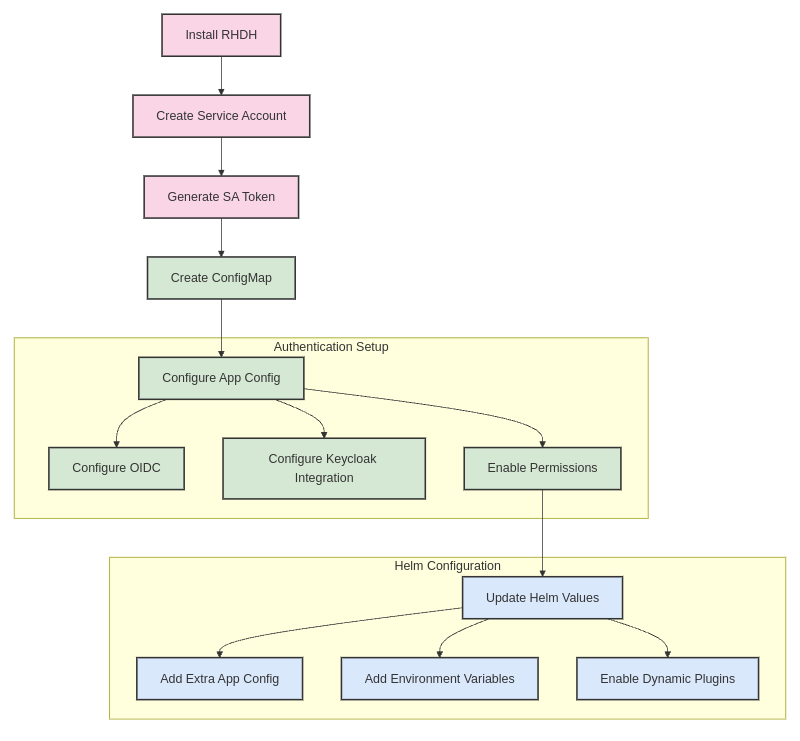 Install RHDH
Create Service Account
Generate SA Token
Create ConfigMap
Authentication Setup
Configure App Config
Configure OIDC
Configure Keycloak
Integration
Enable Permissions
Helm Configuration
Update Helm Values
Add Extra App Config
Add Environment Variables
Enable Dynamic Plugins